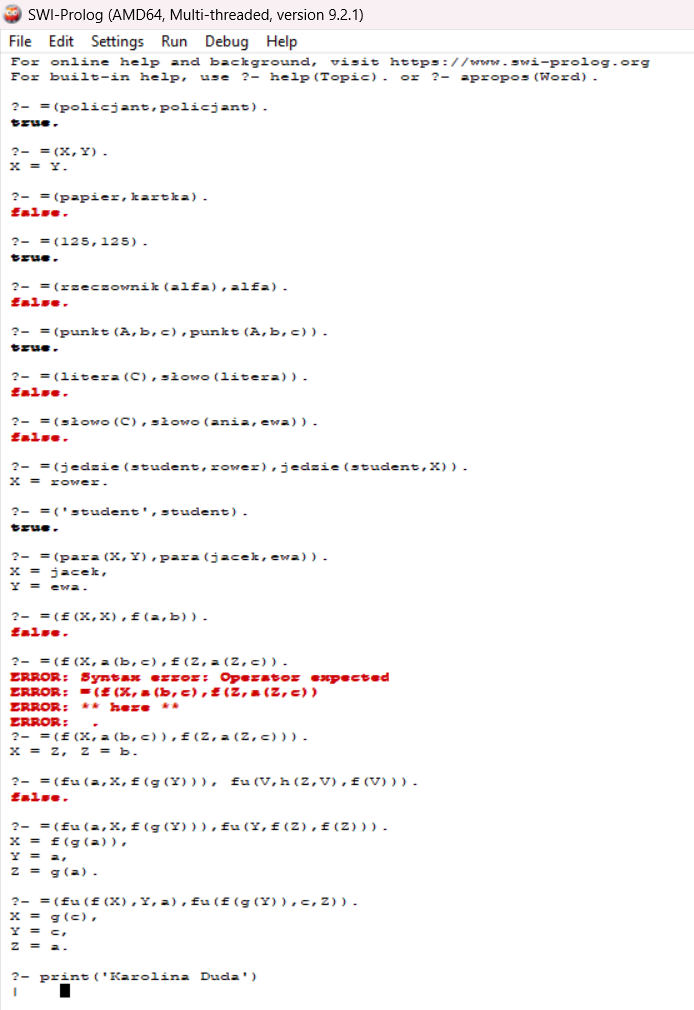 SWI-Prolog (AMD64, Multi-threaded, version 9.2.1)
File Edit Settings Run Debug Help
For online help and background, visit https://www.swi-prolog.org
For built-in help, use ?- help(Topic). or ?- apropos(Word).
?- =(policjant,policjant).
true.
?- =(X,Y).
X = Y.
?- =(papier,kartka).
false.
?- =(125,125).
true.
?- =(rzeczownik(alfa),alfa).
false.
?- =(punkt(A,b,c),punkt(A,b,c)).
true.
?- =(litera(C),słowo(litera)).
false.
?- =(słowo(C),słowo(ania,ewa)).
false.
?- =(jedzie(student,rower),jedzie(student,X)).
X = rower.
?- =('student',student).
true.
?- =(para(X,Y),para(jacek,ewa)).
X = jacek,
Y = ewa.
?- =(f(X,X),f(a,b)).
false.
?- =(f(X,a(b,c),f(Z,a(Z,c)).
ERROR: Syntax error: Operator expected
ERROR: =(f(X,a(b,c),f(Z,a(Z,c))
ERROR: ** here **
ERROR: .
?- =(f(X,a(b,c)),f(Z,a(Z,c))).
X = Z, Z = b.
?- =(fu(a,X,f(g(Y))), fu(V,h(Z,V),f(V))).
false.
?- =(fu(a,X,f(g(Y))),fu(Y,f(Z),f(Z))).
X = f(g(a)),
Y = a,
Z = g(a).
?- =(fu(f(X),Y,a),fu(f(g(Y)),c,Z)).
X = g(c),
Y = c,
Z = a.
?- print('Karolina Duda')
|